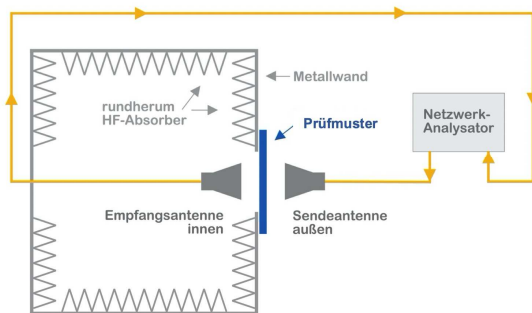 Metallwand
rundherum
HF-Absorber
Prüfmuster
Netzwerk-
Analysator
Empfangsantenne
innen
Sendeantenne
außen